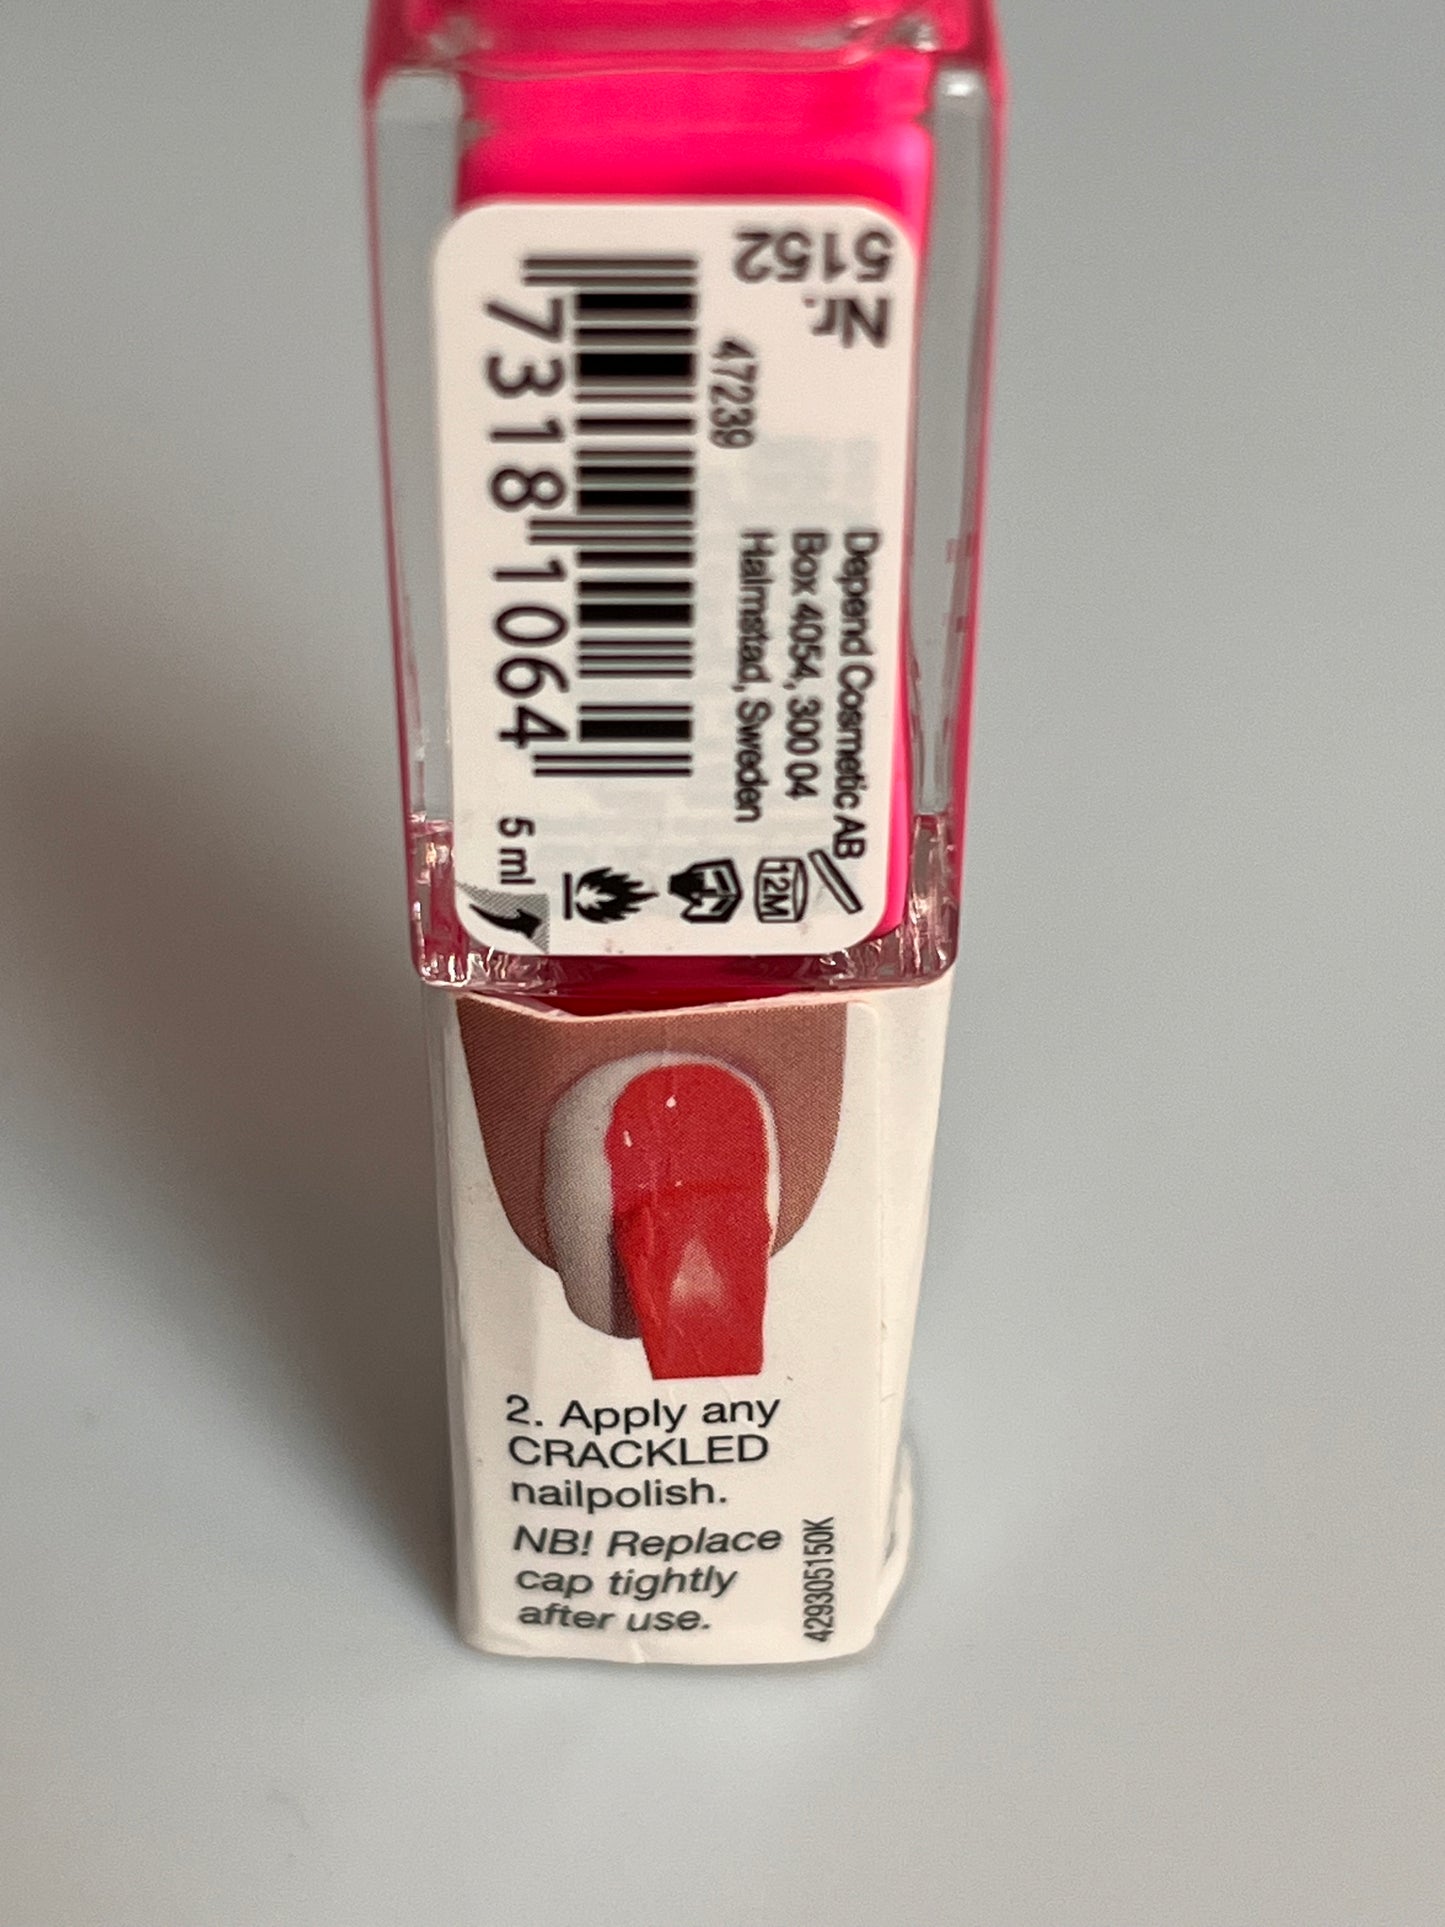 Nr.
5152
47239
Depend Cosmetic AB
Box 4054, 300 04
Halmstad, Sweden
7318 1064
5 ml
12M
2. Apply any
CRACKLED
nailpolish.
NB! Replace
cap tightly
after use.
429305150K